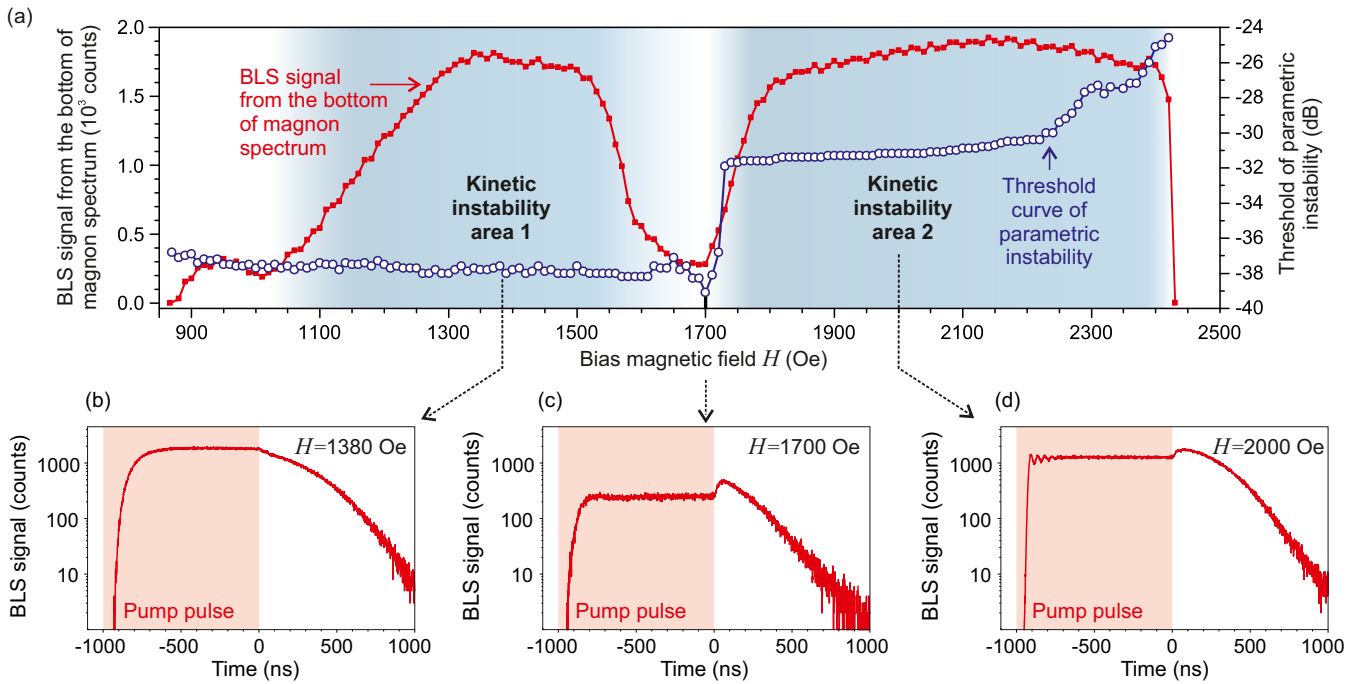 (a)
BLS signal from the bottom of
magnon spectrum (10³ counts)
2.0
1.5
1.0
0.5
0.0
BLS signal
from the bottom
of magnon
spectrum
Kinetic
instability
area 1
Kinetic
instability
area 2
Threshold
curve of
parametric
instability
-24
-26
-28
-30
-32
-34
-36
-38
-40
Threshold of parametric
instability (dB)
900 1100 1300 1500 1700 1900 2100 2300 2500
Bias magnetic field H (Oe)
(b)
BLS signal (counts)
1000
100
10
H=1380 Oe
Pump pulse
-1000 -500 0 500 1000
Time (ns)
(c)
BLS signal (counts)
1000
100
10
H=1700 Oe
Pump pulse
-1000 -500 0 500 1000
Time (ns)
(d)
BLS signal (counts)
1000
100
10
H=2000 Oe
Pump pulse
-1000 -500 0 500 1000
Time (ns)